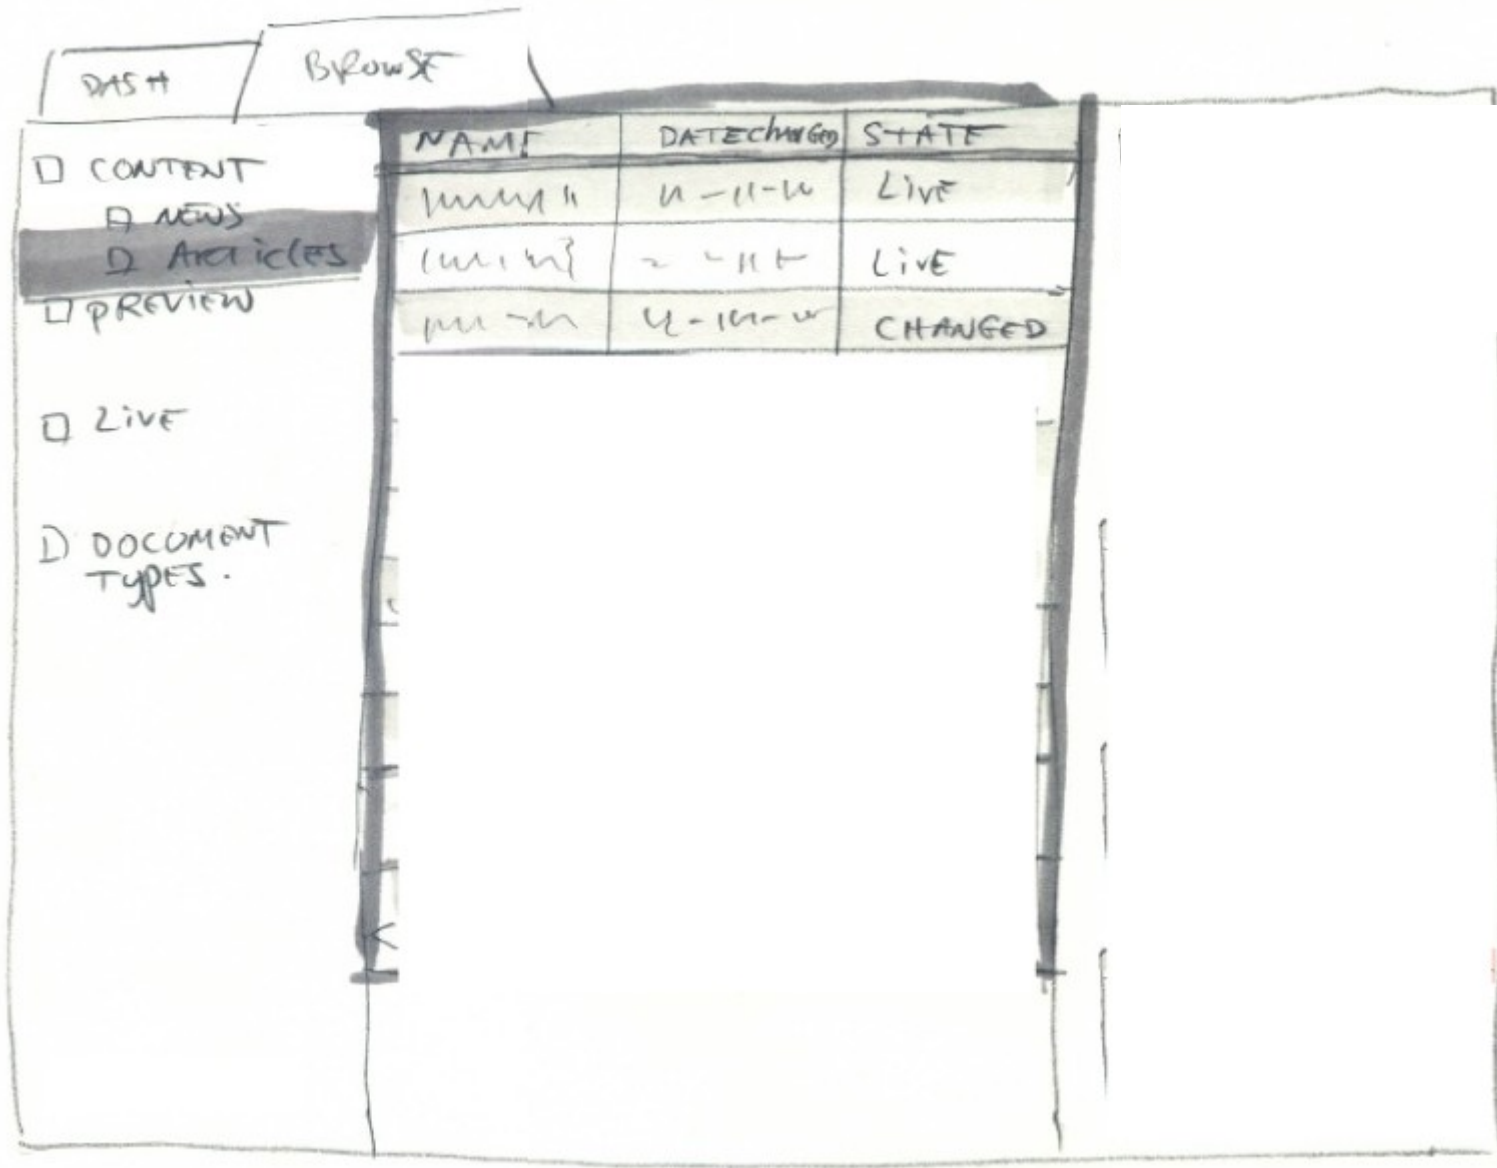 DASH
BROWSE
NAME DATECHANGED STATE
CONTENT
NEWS
ArticlES
PREVIEW
LiVE
DOCUMENT
TYPES.
LiVE
LiVE
CHANGED